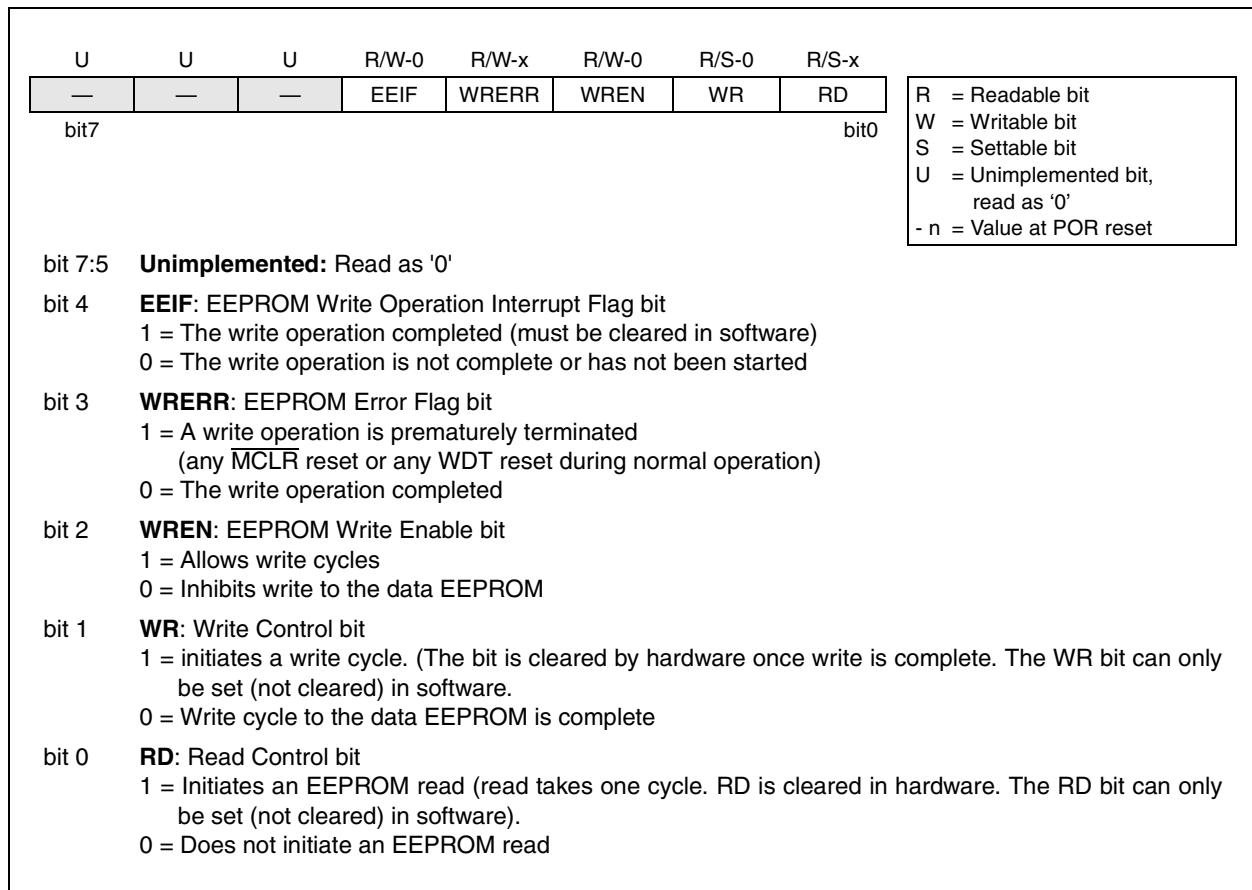 U U U R/W-0 R/W-x R/W-0 R/S-0 R/S-x
— — — EEIF WRERR WREN WR RD
bit7 bit0
R = Readable bit
W = Writable bit
S = Settable bit
U = Unimplemented bit,
read as ‘0’
- n = Value at POR reset
bit 7:5 Unimplemented: Read as '0'
bit 4 EEIF: EEPROM Write Operation Interrupt Flag bit
1 = The write operation completed (must be cleared in software)
0 = The write operation is not complete or has not been started
bit 3 WRERR: EEPROM Error Flag bit
1 = A write operation is prematurely terminated
(any MCLR reset or any WDT reset during normal operation)
0 = The write operation completed
bit 2 WREN: EEPROM Write Enable bit
1 = Allows write cycles
0 = Inhibits write to the data EEPROM
bit 1 WR: Write Control bit
1 = initiates a write cycle. (The bit is cleared by hardware once write is complete. The WR bit can only
be set (not cleared) in software.
0 = Write cycle to the data EEPROM is complete
bit 0 RD: Read Control bit
1 = Initiates an EEPROM read (read takes one cycle. RD is cleared in hardware. The RD bit can only
be set (not cleared) in software).
0 = Does not initiate an EEPROM read